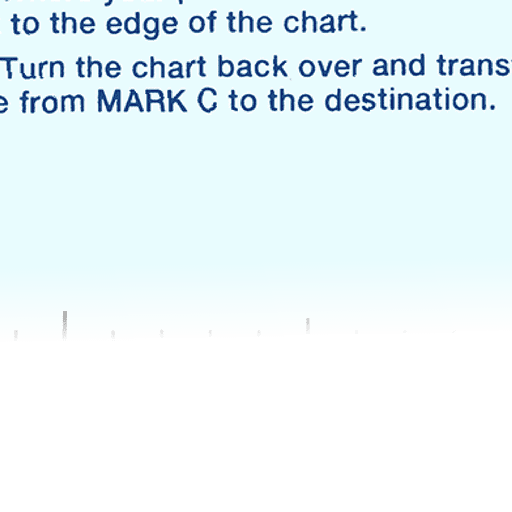 to the edge of the chart.
Turn the chart back over and trans
e from MARK C to the destination.